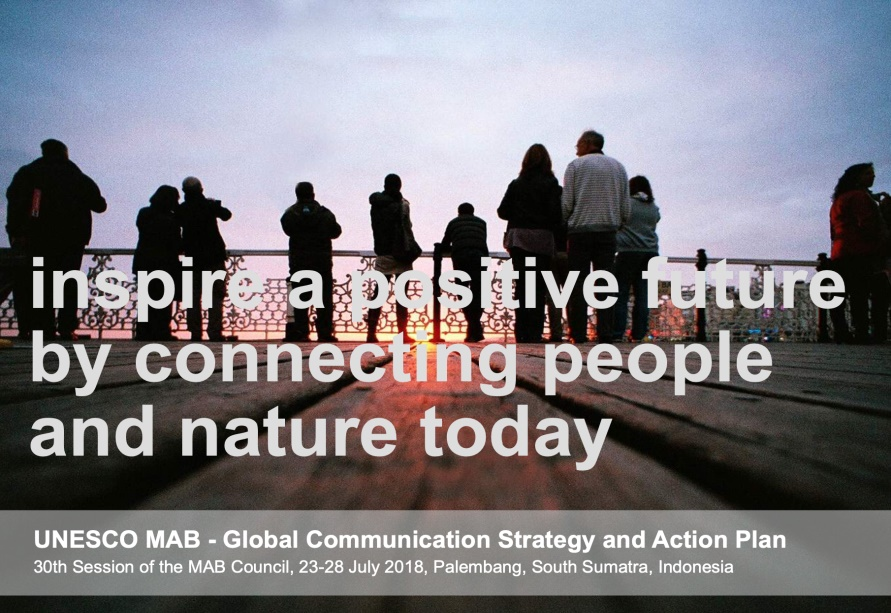 inspire a positive future
by connecting people
and nature today
UNESCO MAB - Global Communication Strategy and Action Plan
30th Session of the MAB Council, 23-28 July 2018, Palembang, South Sumatra, Indonesia